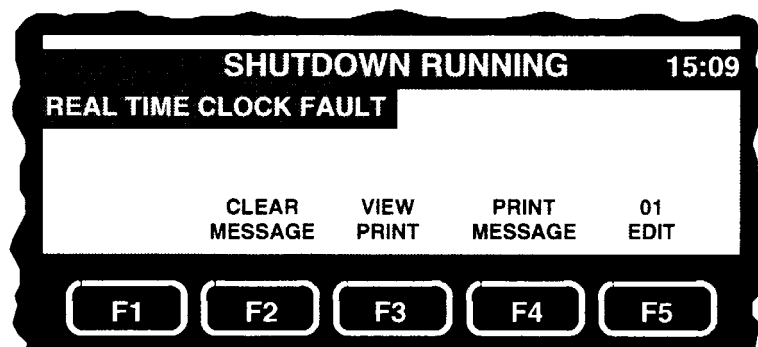 SHUTDOWN RUNNING 15:09
REAL TIME CLOCK FAULT
CLEAR VIEW PRINT 01
MESSAGE PRINT MESSAGE EDIT
F1 F2 F3 F4 F5